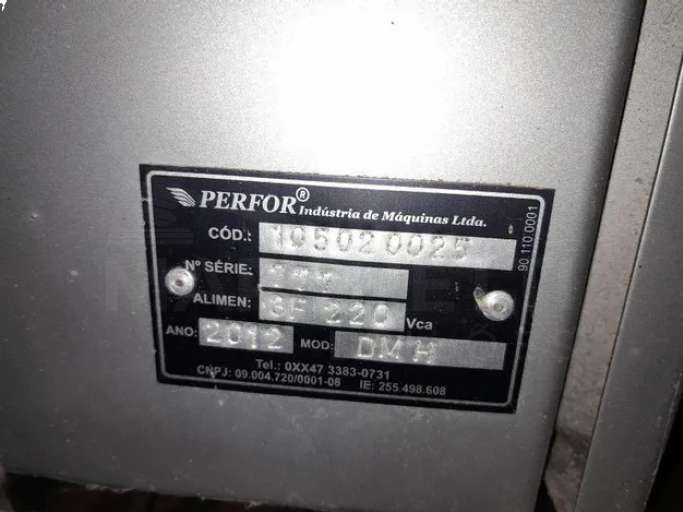 PERFOR® Indústria de Máquinas Ltda.
CÓD.: 105020025
Nº SÉRIE:
ALIMEN: 3F 220 Vca
ANO: 2012 MOD: DMH
Tel.: 0XX47 3383-0731
CNPJ: 09.004.720/0001-08 IE: 255.498.608
90.110.0001